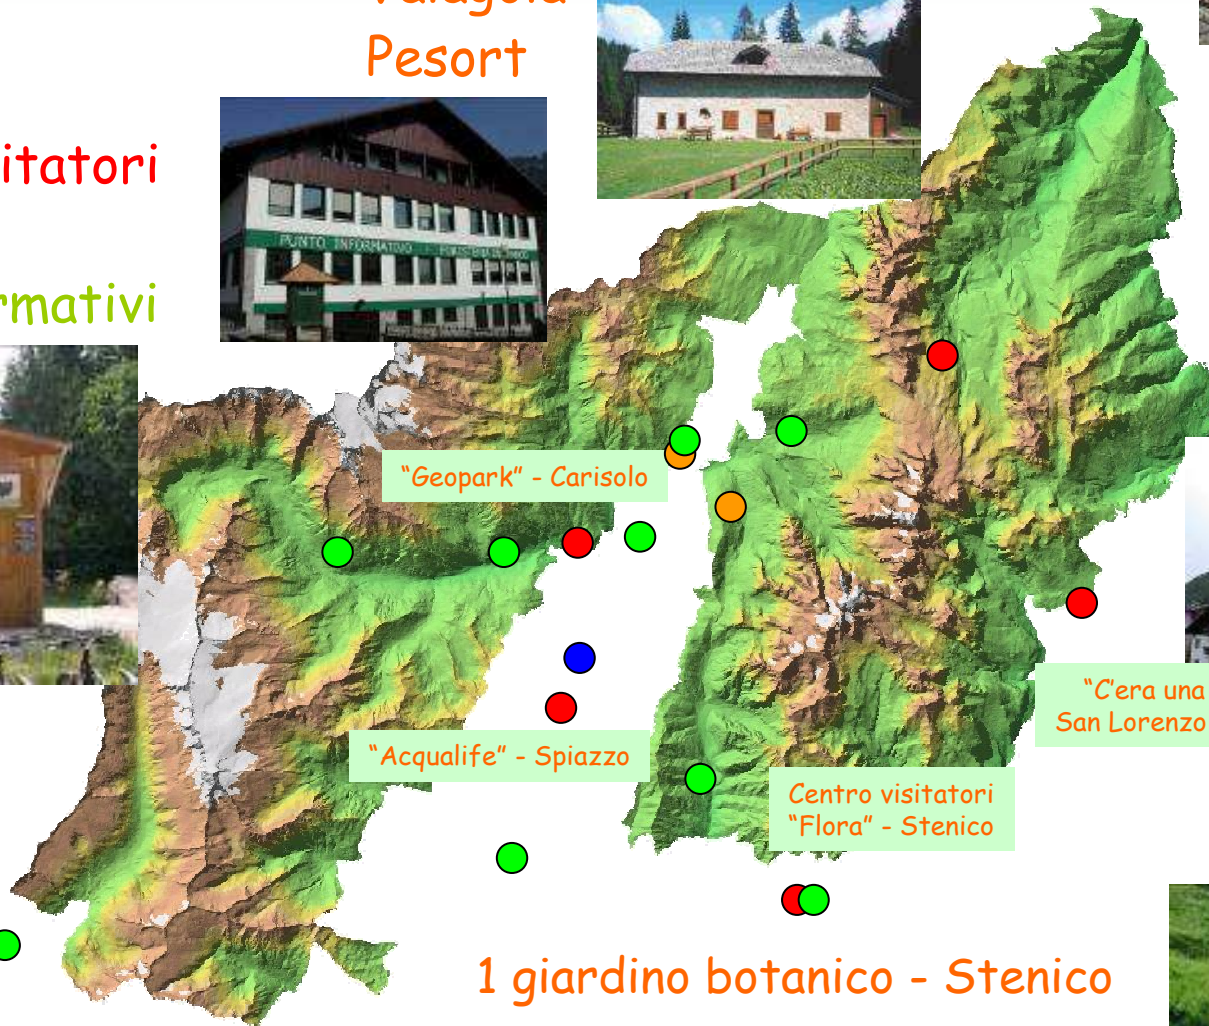 Pesort
itatori
PUNTO INFORMATIVO
rmativi
"Geopark" - Carisolo
"C'era una
San Lorenzo
"Acqualife" - Spiazzo
Centro visitatori
"Flora" - Stenico
1 giardino botanico - Stenico